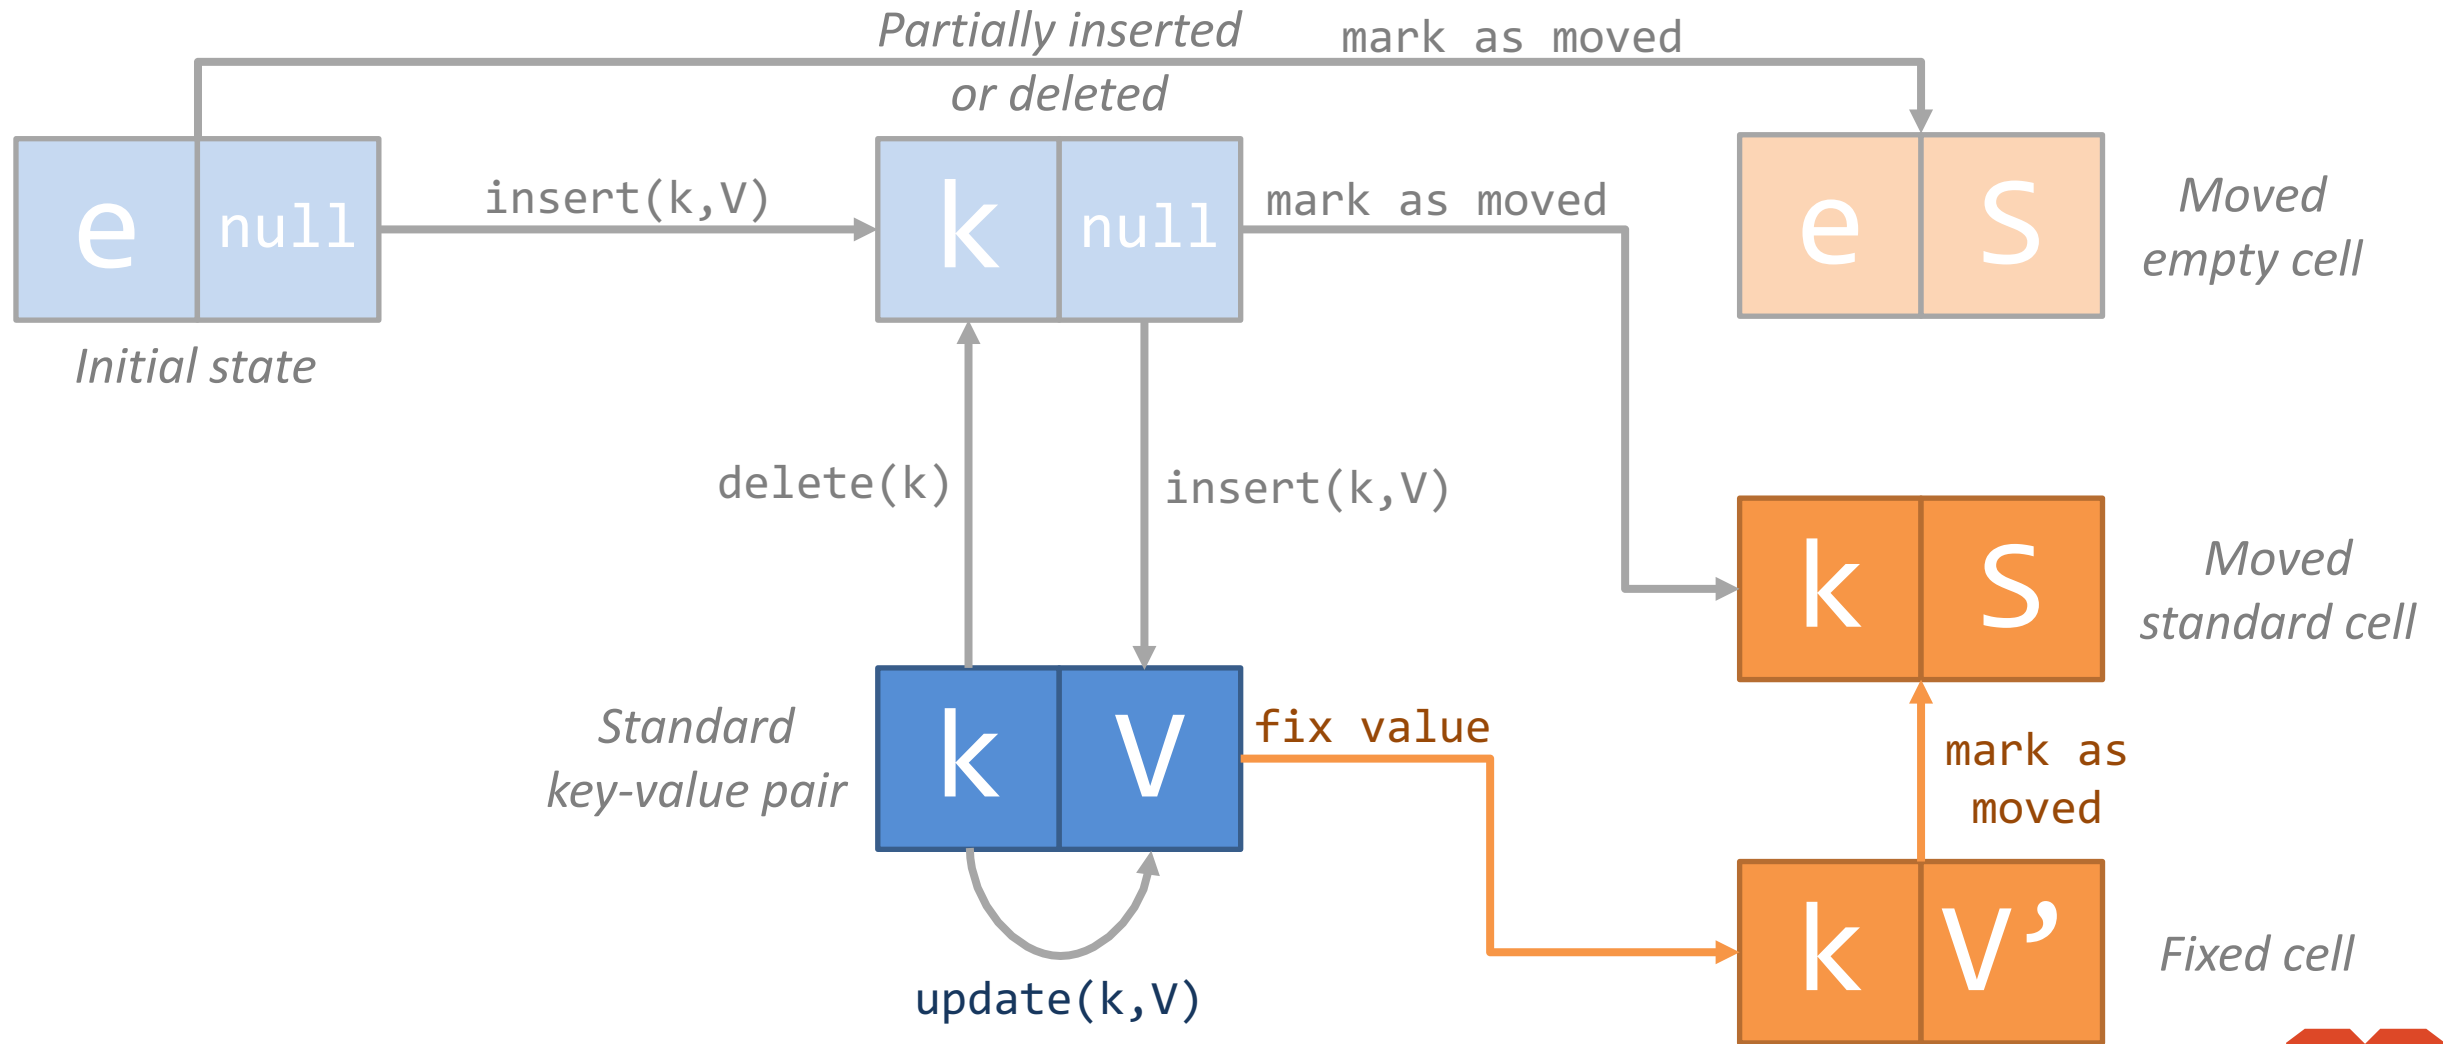 Partially inserted
or deleted
mark as moved
e null
insert(k,V)
k null
mark as moved
e S
Moved
empty cell
Initial state
delete(k)
insert(k,V)
k S
Moved
standard cell
Standard
key-value pair
k V
fix value
mark as
moved
k V’
Fixed cell
update(k,V)